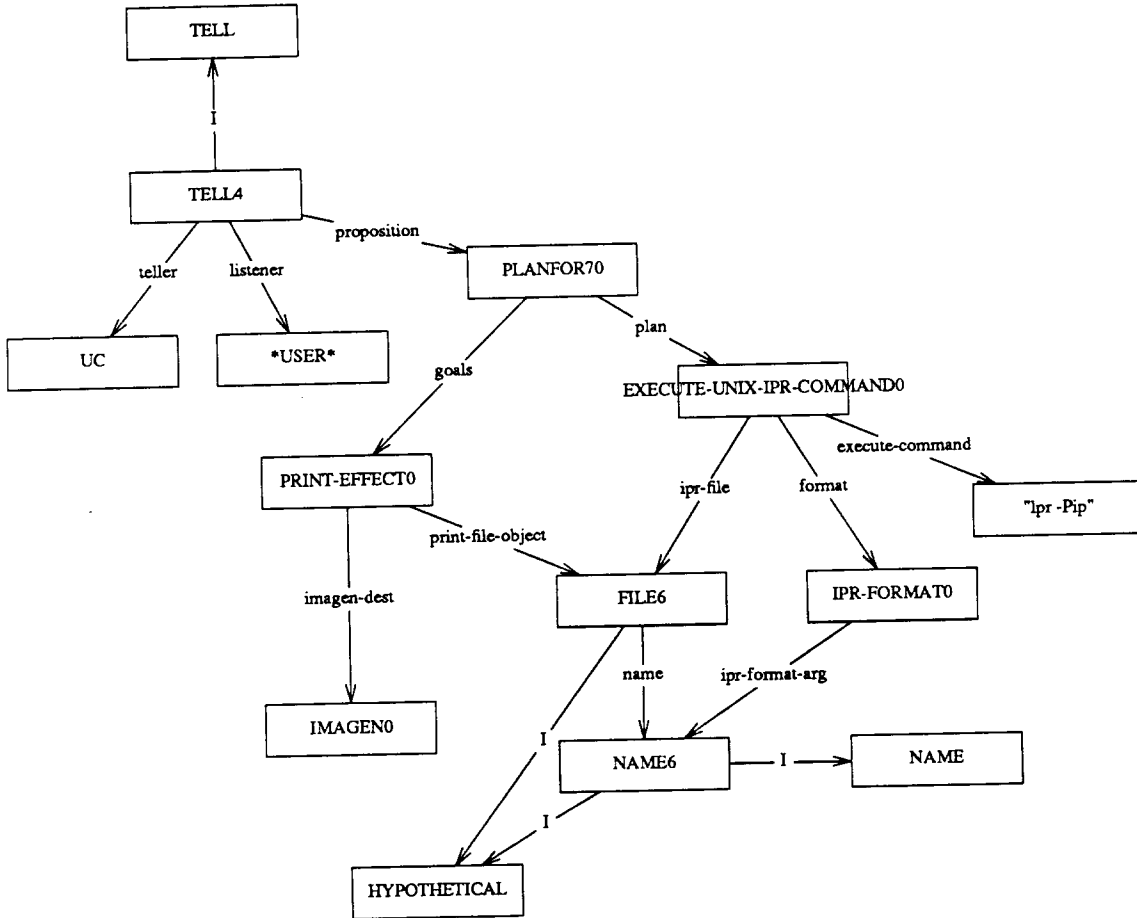 TELL
I
TELL4
proposition
teller
listener
PLANFOR70
UC
*USER*
plan
goals
EXECUTE-UNIX-IPR-COMMAND0
execute-command
PRINT-EFFECT0
ipr-file
format
"lpr -Pip"
print-file-object
imagen-dest
FILE6
IPR-FORMAT0
name
ipr-format-arg
IMAGEN0
I
NAME6
I
NAME
I
HYPOTHETICAL